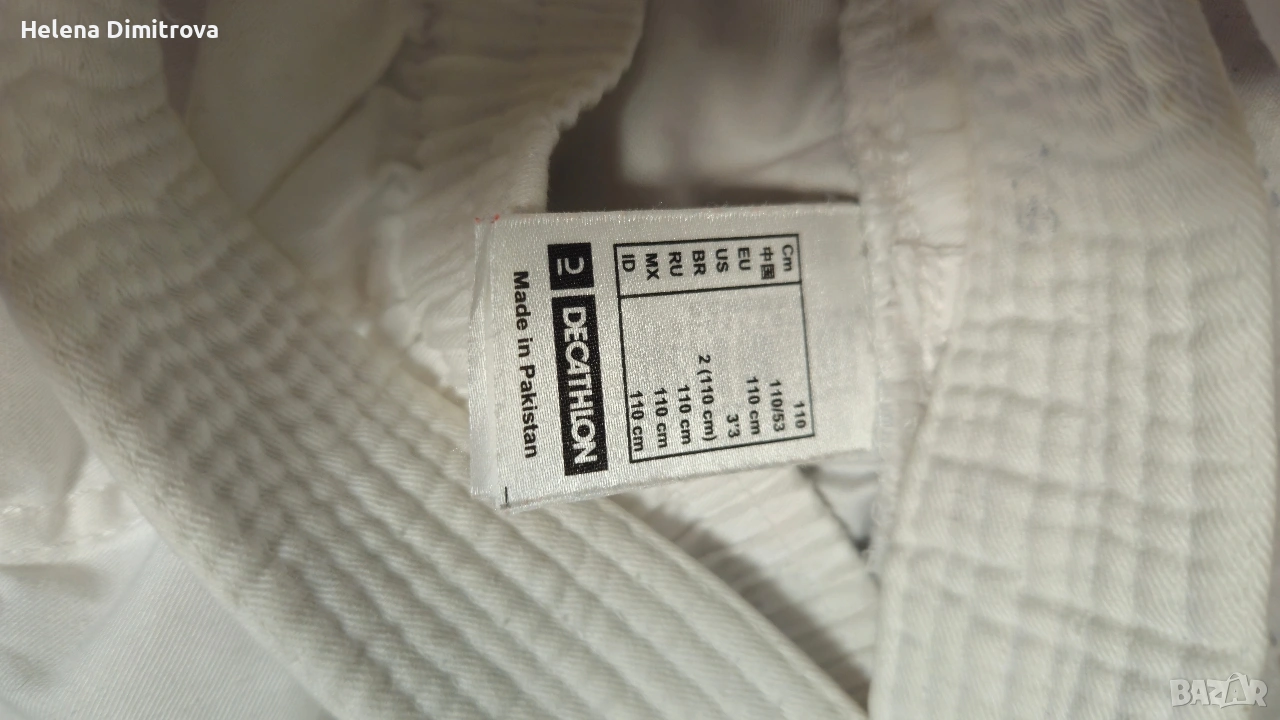 Helena Dimitrova
Cm 110
中国 110/53
EU 110 cm
US 3'3
BR 2 (110 cm)
RU 110 cm
MX 110 cm
ID 110 cm
DECATHLON
Made in Pakistan
BAZAR